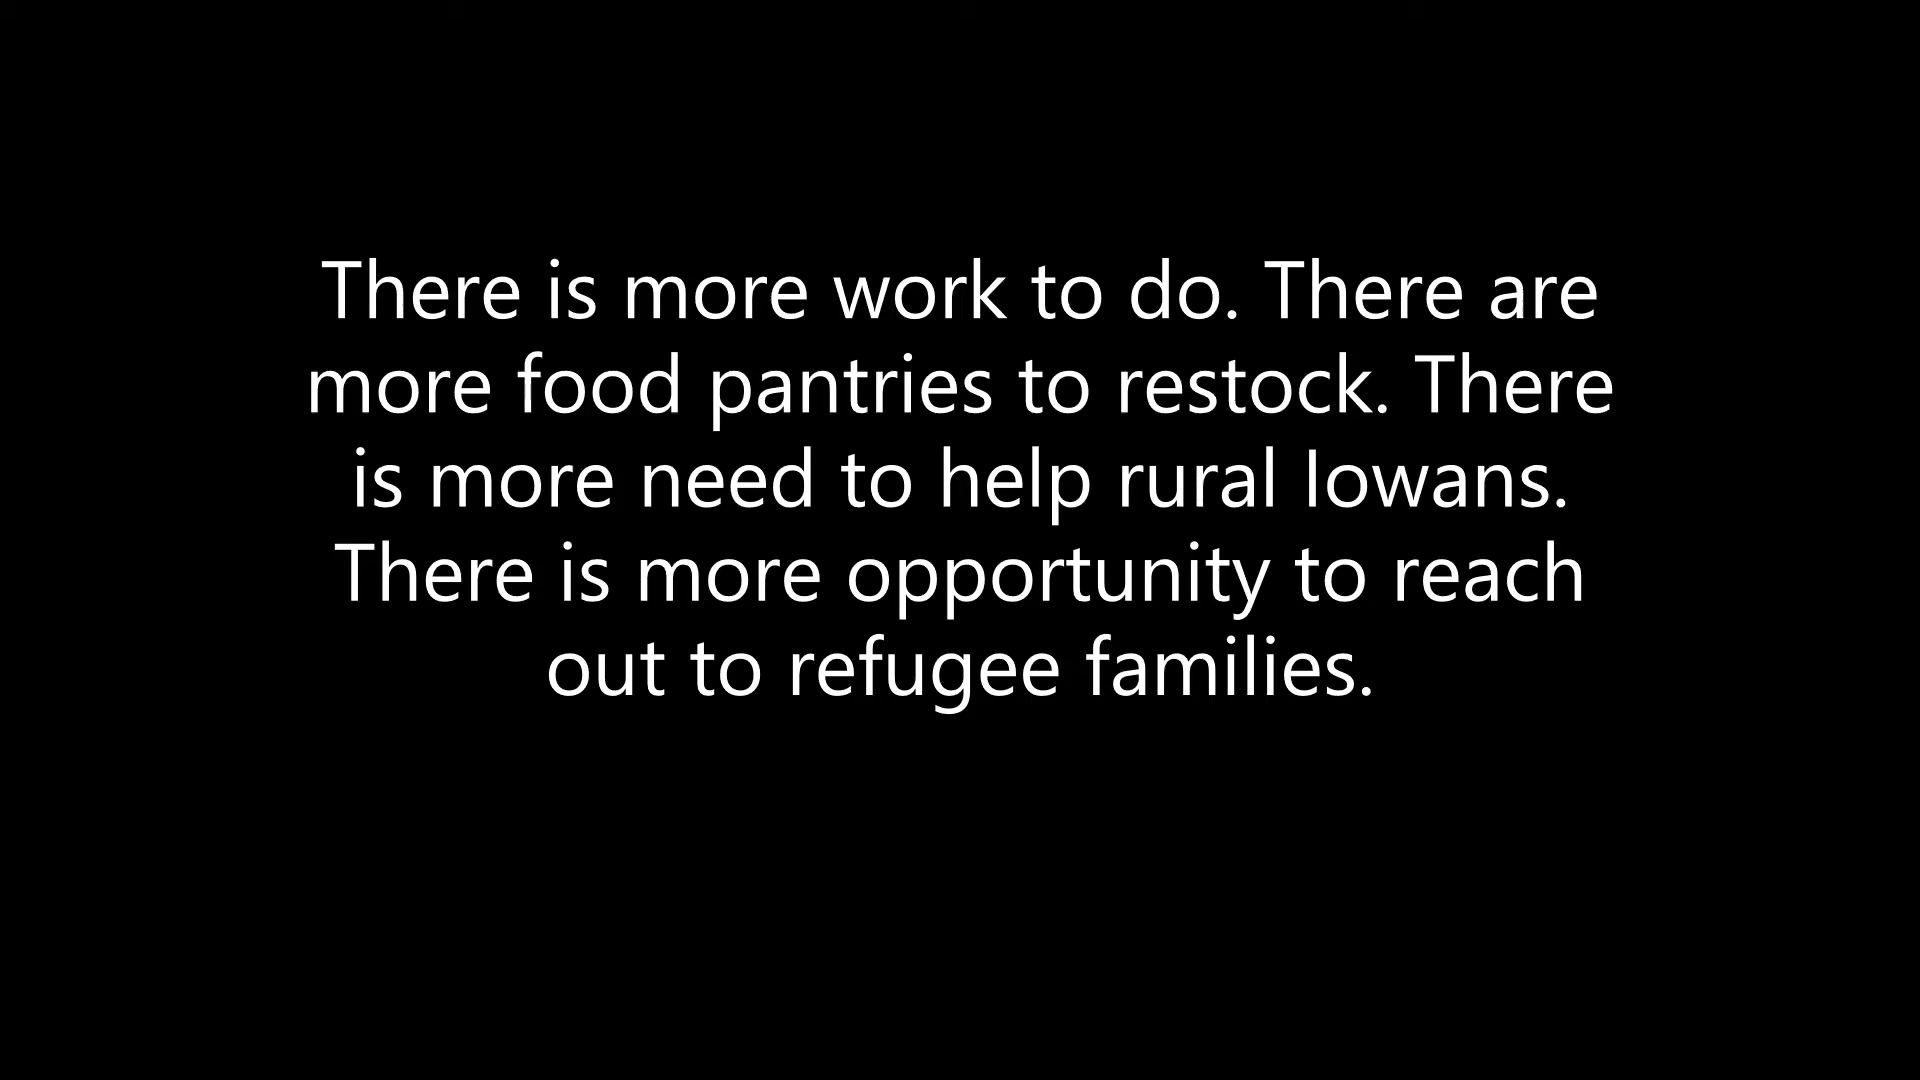 There is more work to do. There are
more food pantries to restock. There
is more need to help rural Iowans.
There is more opportunity to reach
out to refugee families.